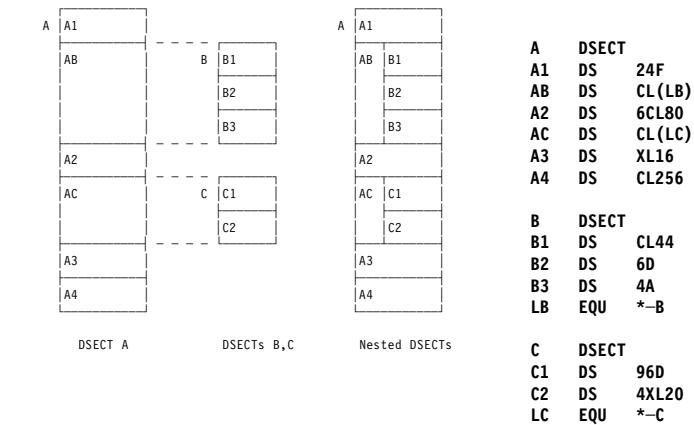 A A1
AB
A2
AC
A3
A4
DSECT A
B B1
B2
B3
C C1
C2
DSECTs B,C
A A1
AB B1
B2
B3
A2
AC C1
C2
A3
A4
Nested DSECTs
A DSECT
A1 DS 24F
AB DS CL(LB)
A2 DS 6CL80
AC DS CL(LC)
A3 DS XL16
A4 DS CL256
B DSECT
B1 DS CL44
B2 DS 6D
B3 DS 4A
LB EQU *–B
C DSECT
C1 DS 96D
C2 DS 4XL20
LC EQU *–C